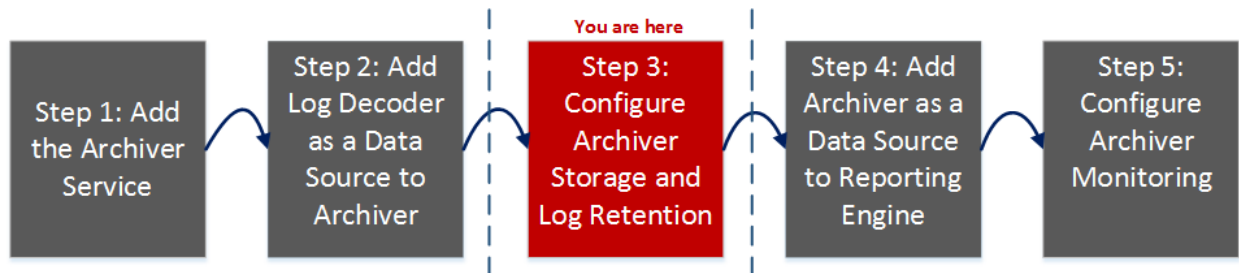 You are here
Step 1: Add
the Archiver
Service
Step 2: Add
Log Decoder
as a Data
Source to
Archiver
Step 3:
Configure
Archiver
Storage and
Log Retention
Step 4: Add
Archiver as a
Data Source
to Reporting
Engine
Step 5:
Configure
Archiver
Monitoring